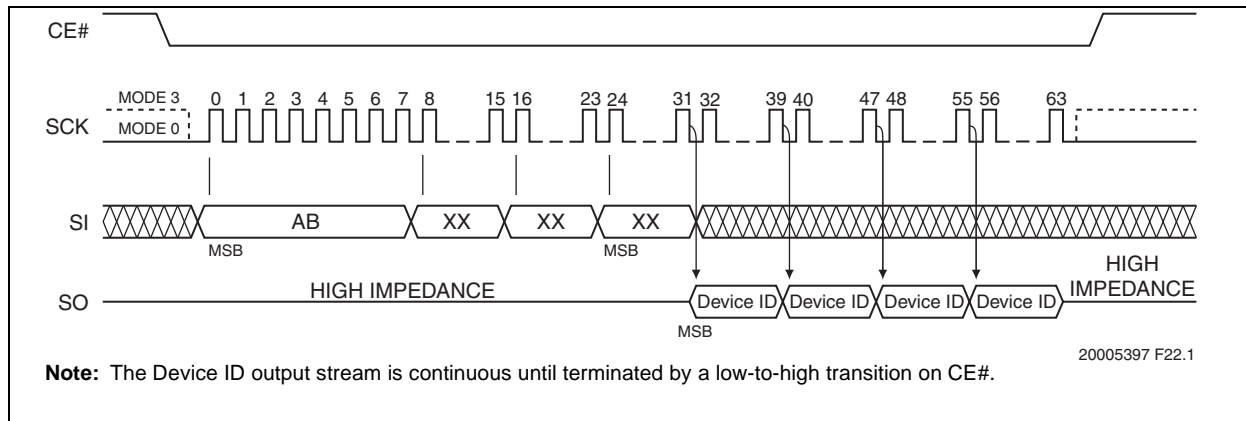 CE#
MODE 3 0 1 2 3 4 5 6 7 8 15 16 23 24 31 32 39 40 47 48 55 56 63
SCK MODE 0
SI AB XX XX XX
MSB MSB
HIGH
SO HIGH IMPEDANCE Device ID Device ID Device ID Device ID IMPEDANCE
MSB
20005397 F22.1
Note: The Device ID output stream is continuous until terminated by a low-to-high transition on CE#.